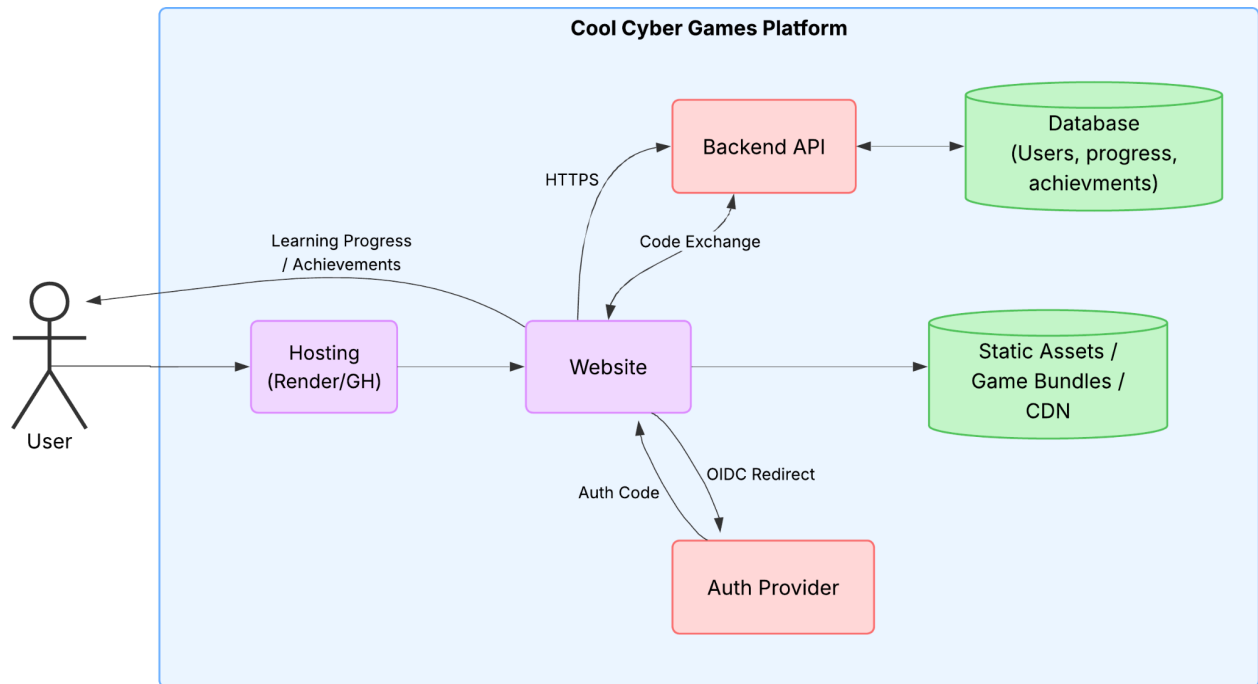 Cool Cyber Games Platform
Backend API
Database
(Users, progress,
achievments)
HTTPS
Code Exchange
Learning Progress
/ Achievements
Hosting
(Render/GH)
Website
Static Assets /
Game Bundles /
CDN
User
OIDC Redirect
Auth Code
Auth Provider